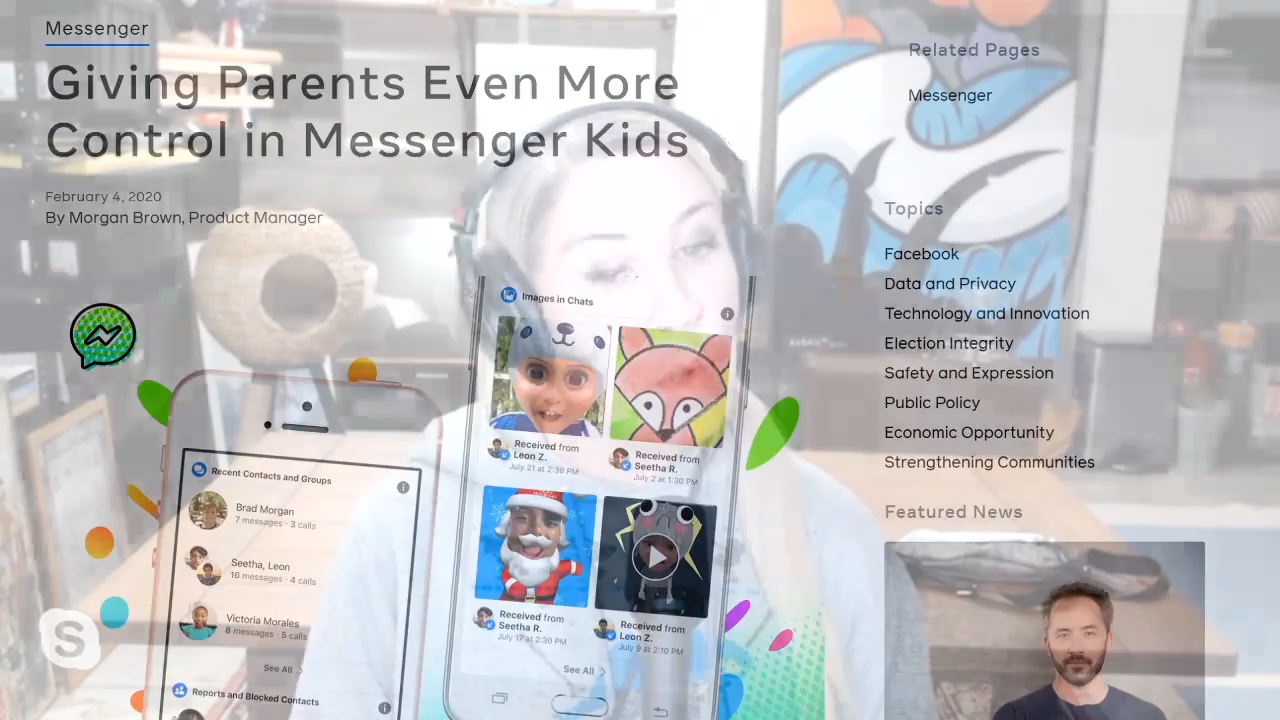 Messenger
Giving Parents Even More
Control in Messenger Kids
February 4, 2020
By Morgan Brown, Product Manager
Images in Chats
Received from
Leon Z.
July 21 at 2:30 PM
Received from
Seetha R.
July 2 at 1:30 PM
Received from
Seetha R.
July 17 at 2:30 PM
Received from
Leon Z.
July 9 at 2:10 PM
See All
Recent Contacts and Groups
Brad Morgan
7 messages · 3 calls
Seetha, Leon
16 messages · 4 calls
Victoria Morales
8 messages · 5 calls
See All
Reports and Blocked Contacts
Related Pages
Messenger
Topics
Facebook
Data and Privacy
Technology and Innovation
Election Integrity
Safety and Expression
Public Policy
Economic Opportunity
Strengthening Communities
Featured News
S